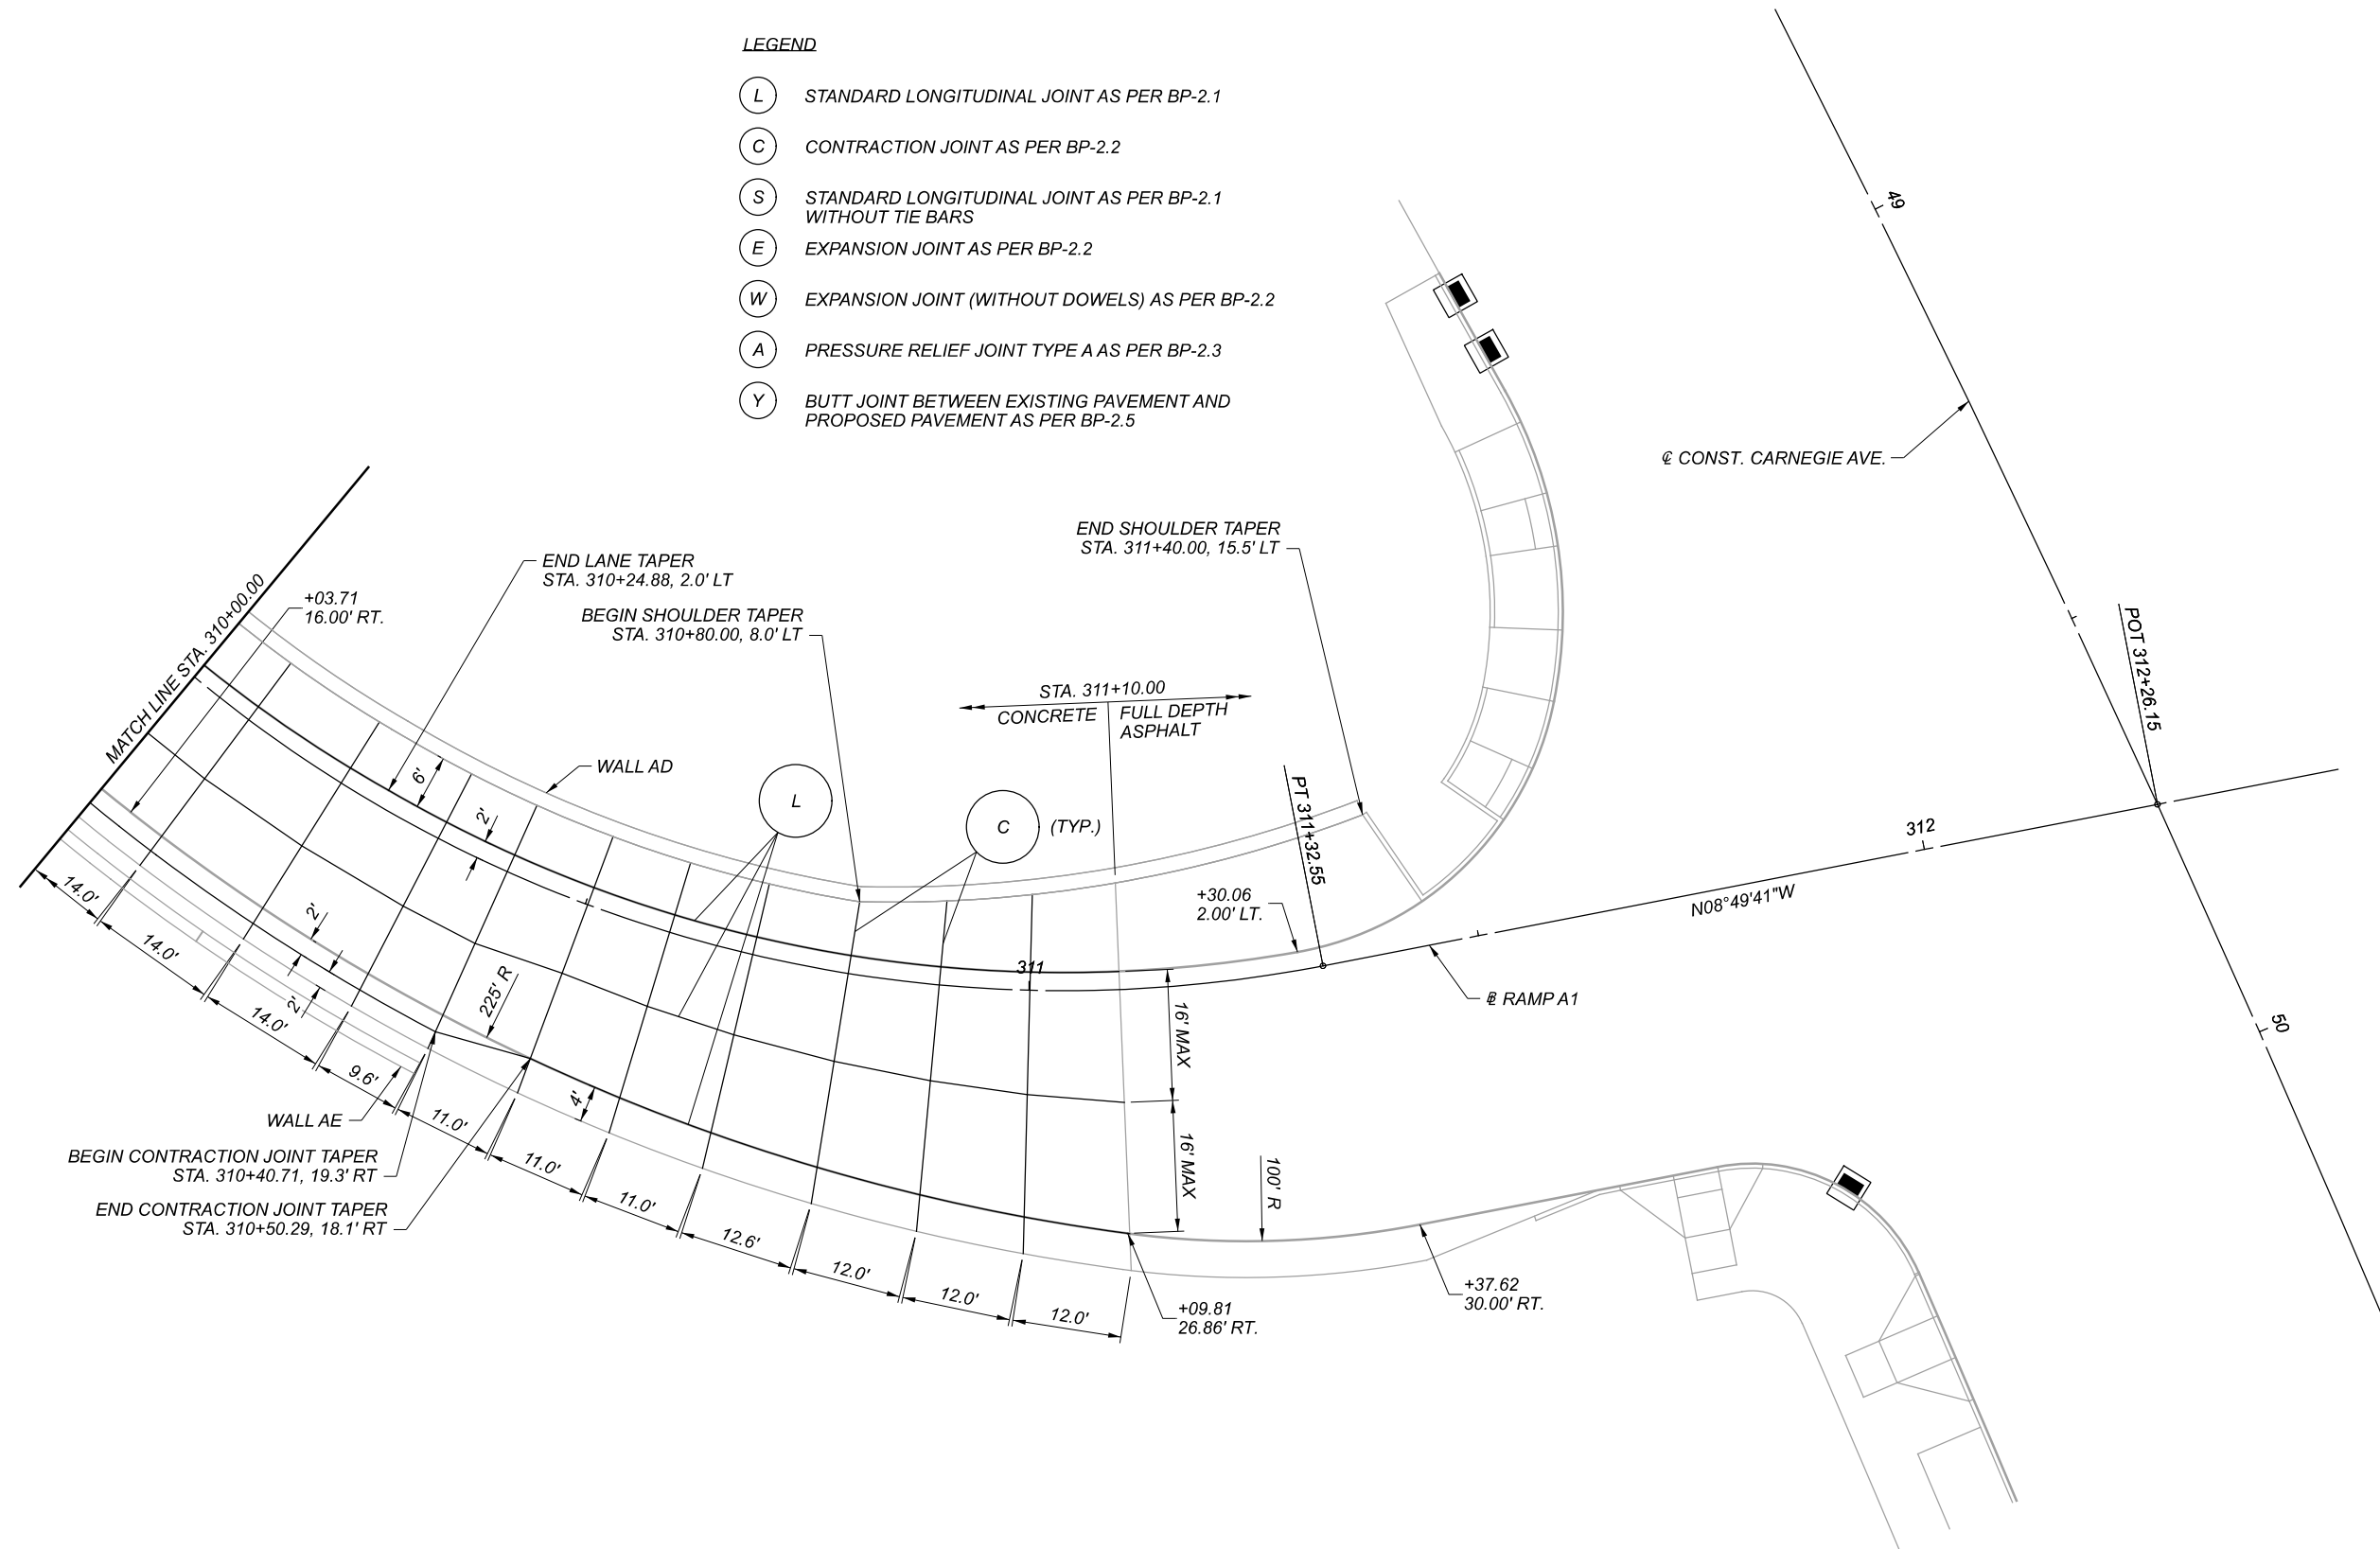 LEGEND
L STANDARD LONGITUDINAL JOINT AS PER BP-2.1
C CONTRACTION JOINT AS PER BP-2.2
S STANDARD LONGITUDINAL JOINT AS PER BP-2.1
WITHOUT TIE BARS
E EXPANSION JOINT AS PER BP-2.2
W EXPANSION JOINT (WITHOUT DOWELS) AS PER BP-2.2
A PRESSURE RELIEF JOINT TYPE A AS PER BP-2.3
Y BUTT JOINT BETWEEN EXISTING PAVEMENT AND
PROPOSED PAVEMENT AS PER BP-2.5
49
℄ CONST. CARNEGIE AVE.
END SHOULDER TAPER
STA. 311+40.00, 15.5' LT
END LANE TAPER
STA. 310+24.88, 2.0' LT
BEGIN SHOULDER TAPER
STA. 310+80.00, 8.0' LT
+03.71
16.00' RT.
MATCH LINE STA. 310+00.00
POT 312+26.15
STA. 311+10.00
CONCRETE
FULL DEPTH
ASPHALT
WALL AD
6'
2'
L
C
(TYP.)
PT 311+32.55
312
N08°49'41"W
+30.06
2.00' LT.
311
℄ RAMP A1
50
14.0'
14.0'
14.0'
9.6'
11.0'
11.0'
11.0'
12.6'
12.0'
12.0'
12.0'
2'
2'
225' R
4'
16' MAX
16' MAX
100' R
WALL AE
BEGIN CONTRACTION JOINT TAPER
STA. 310+40.71, 19.3' RT
END CONTRACTION JOINT TAPER
STA. 310+50.29, 18.1' RT
+09.81
26.86' RT.
+37.62
30.00' RT.